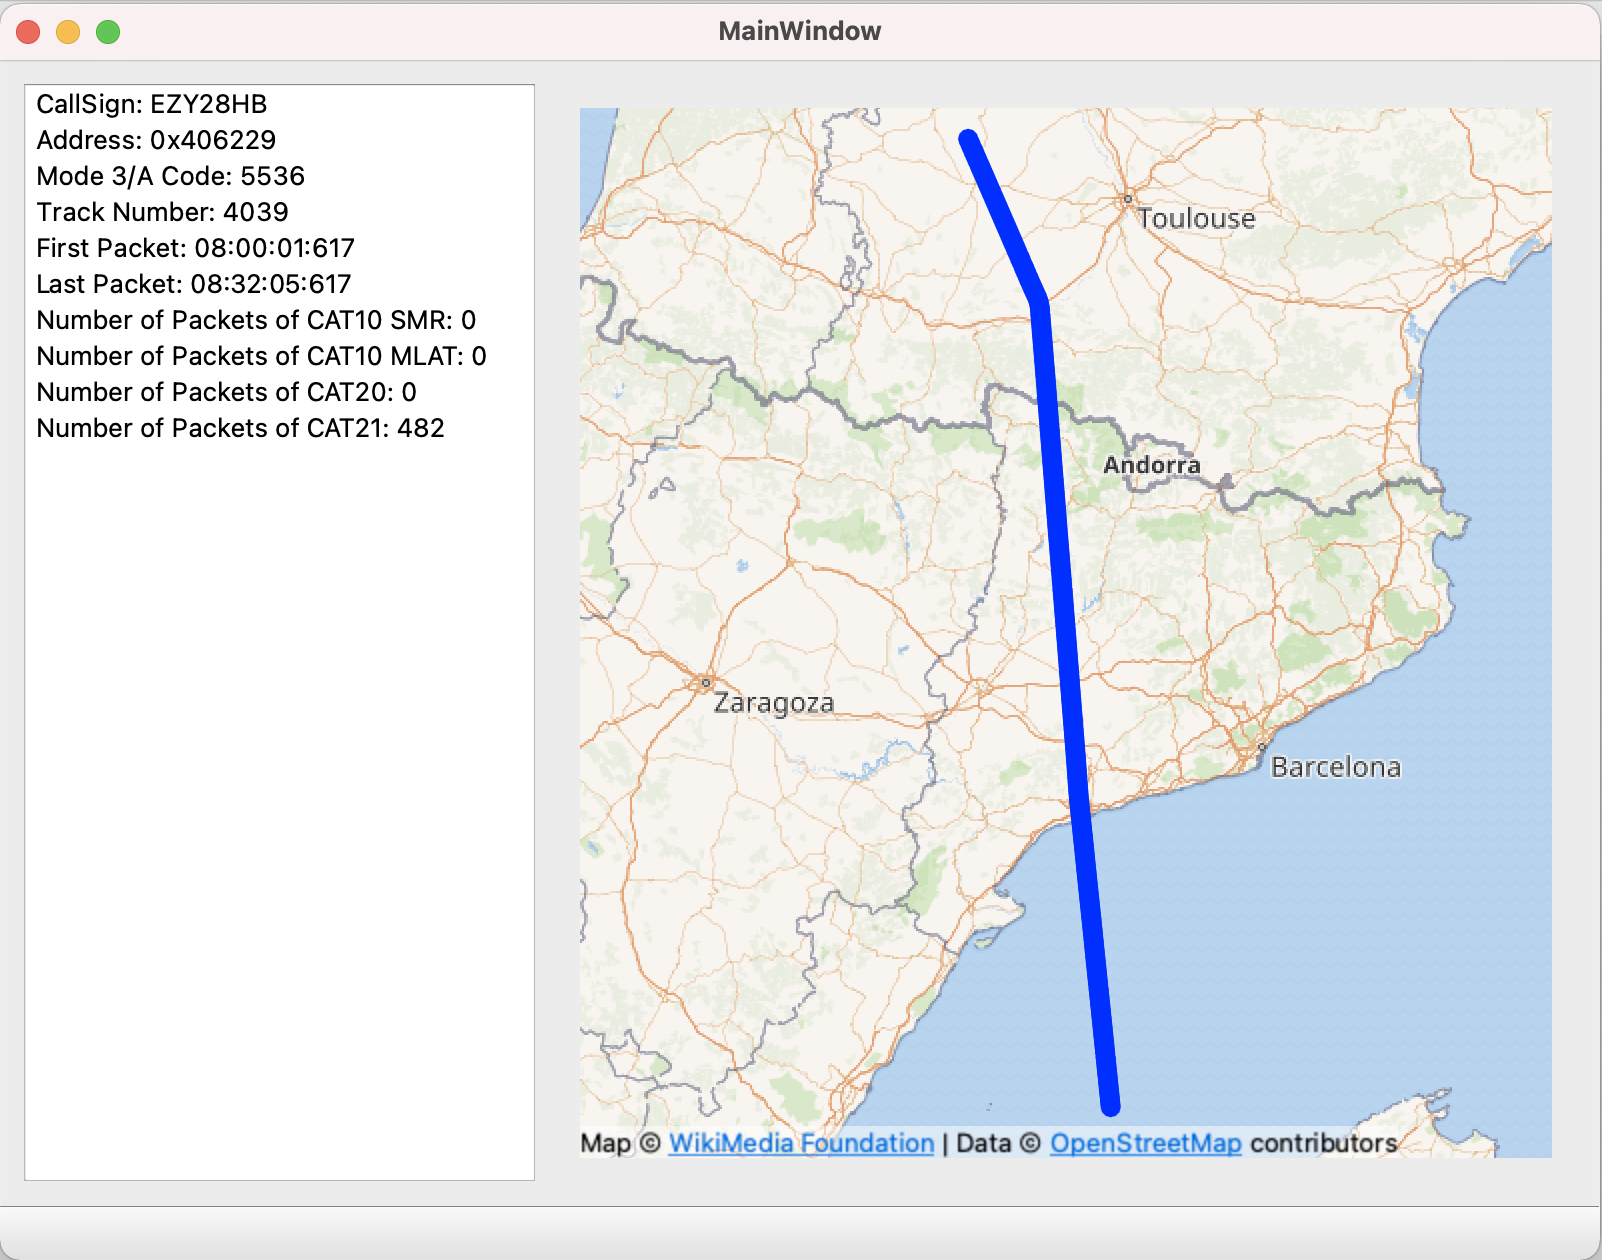 MainWindow
CallSign: EZY28HB
Address: 0x406229
Mode 3/A Code: 5536
Track Number: 4039
First Packet: 08:00:01:617
Last Packet: 08:32:05:617
Number of Packets of CAT10 SMR: 0
Number of Packets of CAT10 MLAT: 0
Number of Packets of CAT20: 0
Number of Packets of CAT21: 482
Toulouse
Andorra
Zaragoza
Barcelona
Map © WikiMedia Foundation | Data © OpenStreetMap contributors